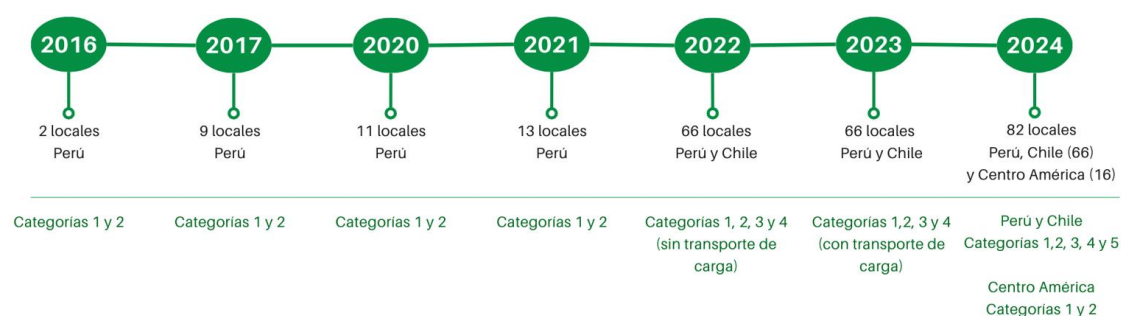 2016
2 locales
Perú
Categorías 1 y 2
2017
9 locales
Perú
Categorías 1 y 2
2020
11 locales
Perú
Categorías 1 y 2
2021
13 locales
Perú
Categorías 1 y 2
2022
66 locales
Perú y Chile
Categorías 1, 2, 3 y 4
(sin transporte de
carga)
2023
66 locales
Perú y Chile
Categorías 1,2, 3 y 4
(con transporte de
carga)
2024
82 locales
Perú, Chile (66)
y Centro América (16)
Perú y Chile
Categorías 1,2, 3, 4 y 5
Centro América
Categorías 1 y 2